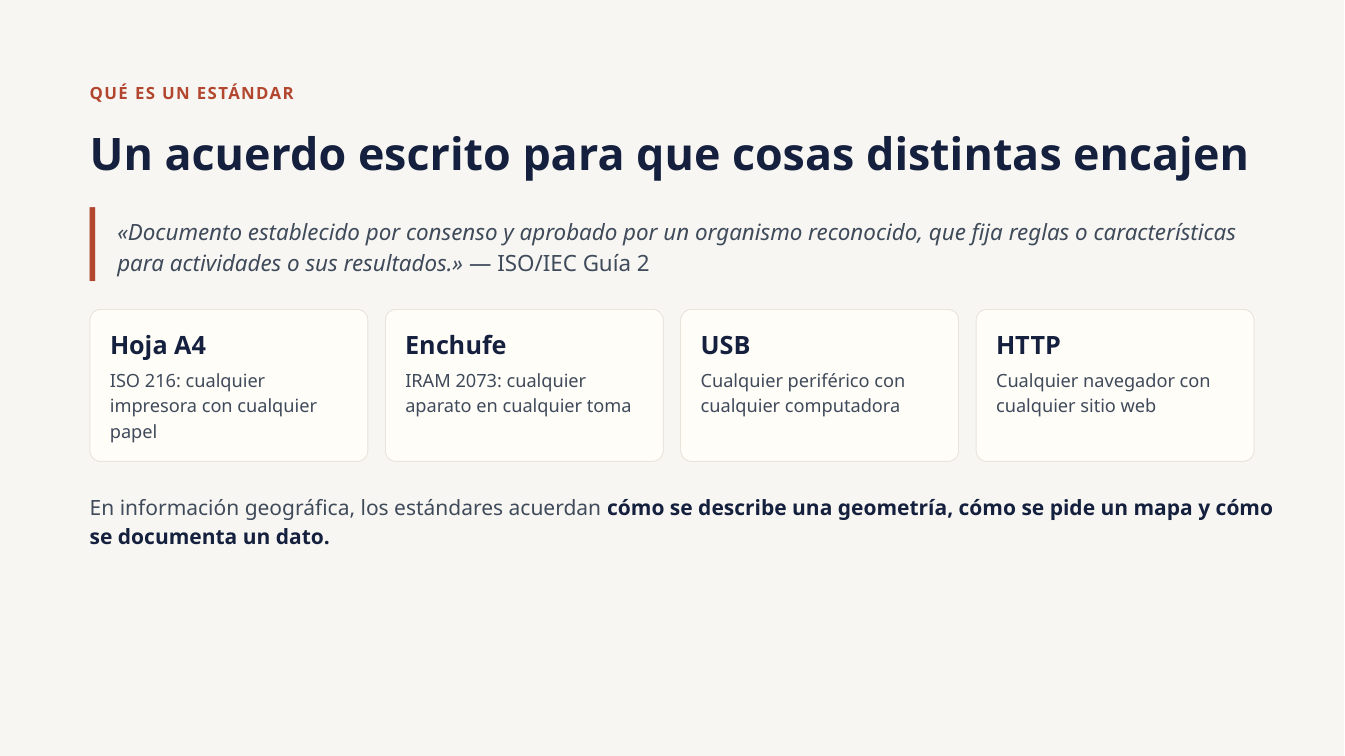 QUÉ ES UN ESTÁNDAR
Un acuerdo escrito para que cosas distintas encajen
«Documento establecido por consenso y aprobado por un organismo reconocido, que fija reglas o características
para actividades o sus resultados.» — ISO/IEC Guía 2
Hoja A4
ISO 216: cualquier
impresora con cualquier
papel
Enchufe
IRAM 2073: cualquier
aparato en cualquier toma
USB
Cualquier periférico con
cualquier computadora
HTTP
Cualquier navegador con
cualquier sitio web
En información geográfica, los estándares acuerdan cómo se describe una geometría, cómo se pide un mapa y cómo
se documenta un dato.